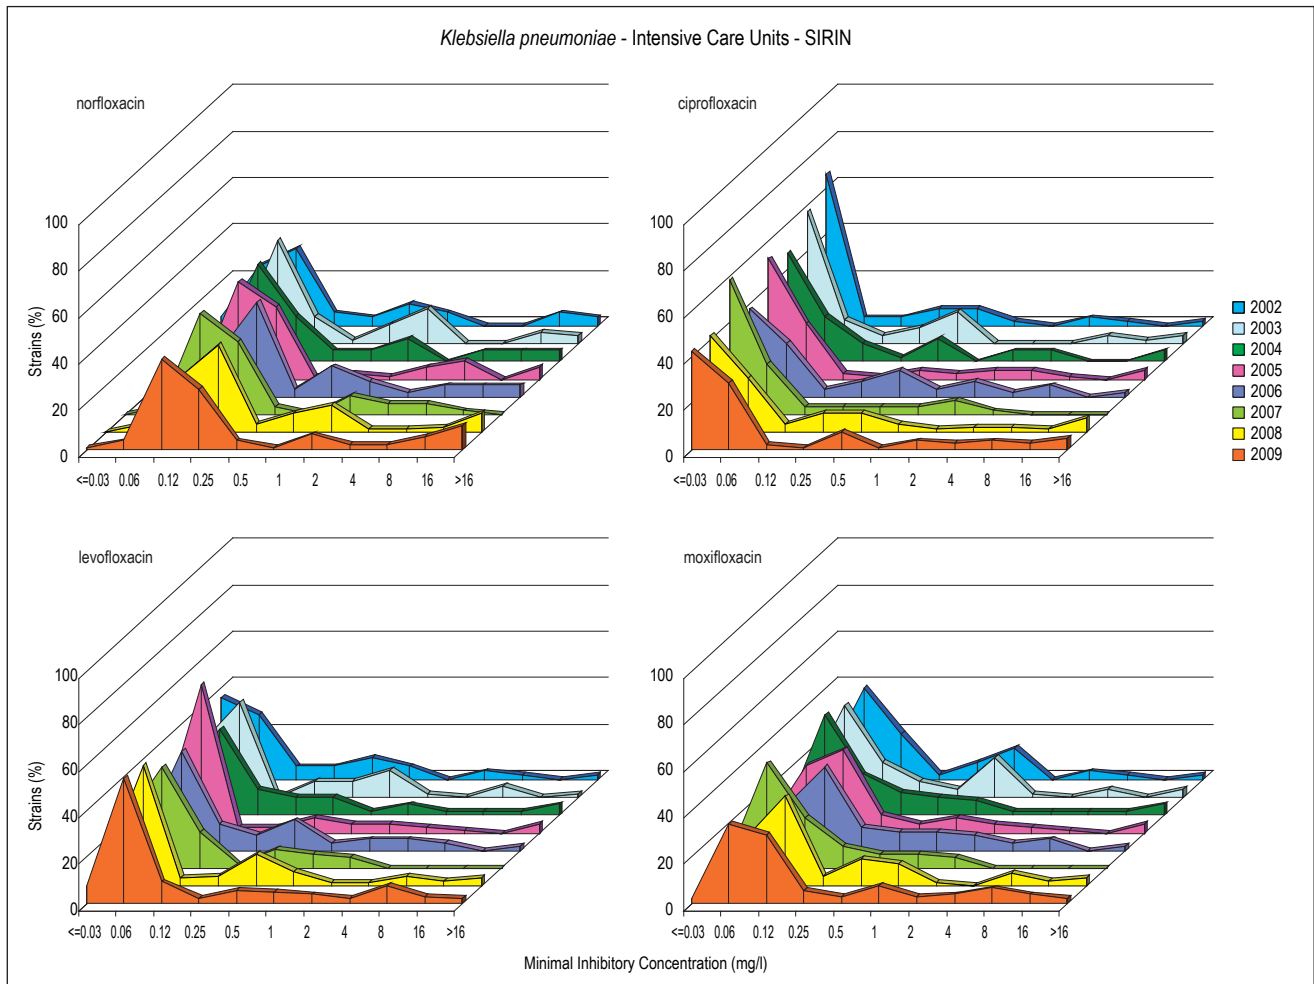 Klebsiella pneumoniae - Intensive Care Units - SIRIN
norfloxacin
ciprofloxacin
Strains (%)
100
80
60
40
20
0
<=0.03 0.06 0.12 0.25 0.5 1 2 4 8 16 >16
100
80
60
40
20
0
<=0.03 0.06 0.12 0.25 0.5 1 2 4 8 16 >16
2002
2003
2004
2005
2006
2007
2008
2009
levofloxacin
moxifloxacin
Strains (%)
100
80
60
40
20
0
<=0.03 0.06 0.12 0.25 0.5 1 2 4 8 16 >16
100
80
60
40
20
0
<=0.03 0.06 0.12 0.25 0.5 1 2 4 8 16 >16
Minimal Inhibitory Concentration (mg/l)